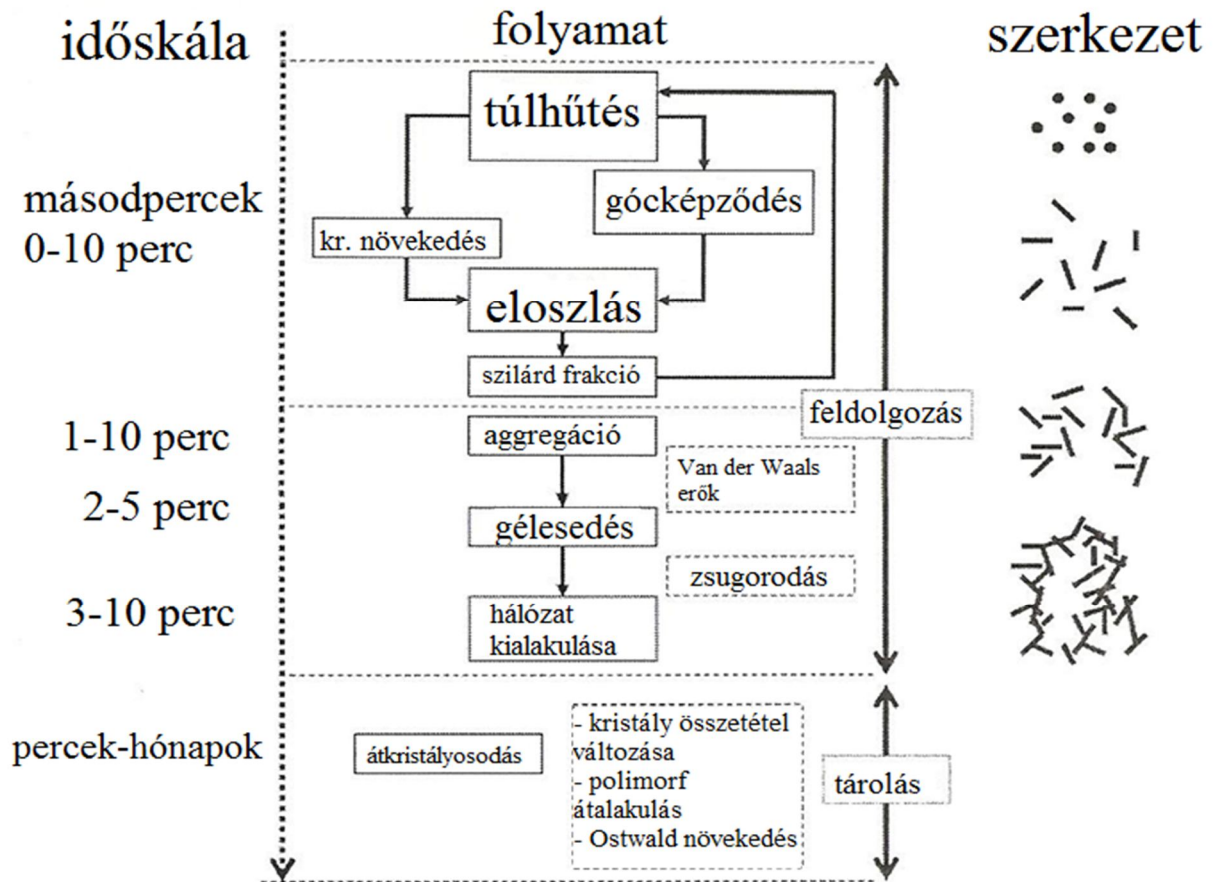 időskála
folyamat
szerkezet
túlhűtés
másodpercek
0-10 perc
gócképződés
kr. növekedés
eloszlás
szilárd frakció
feldolgozás
1-10 perc
aggregáció
Van der Waals
erők
2-5 perc
gélesedés
zsugorodás
3-10 perc
hálózat
kialakulása
percek-hónapok
átkristályosodás
- kristály összetétel
változása
- polimorf
átalakulás
- Ostwald növekedés
tárolás